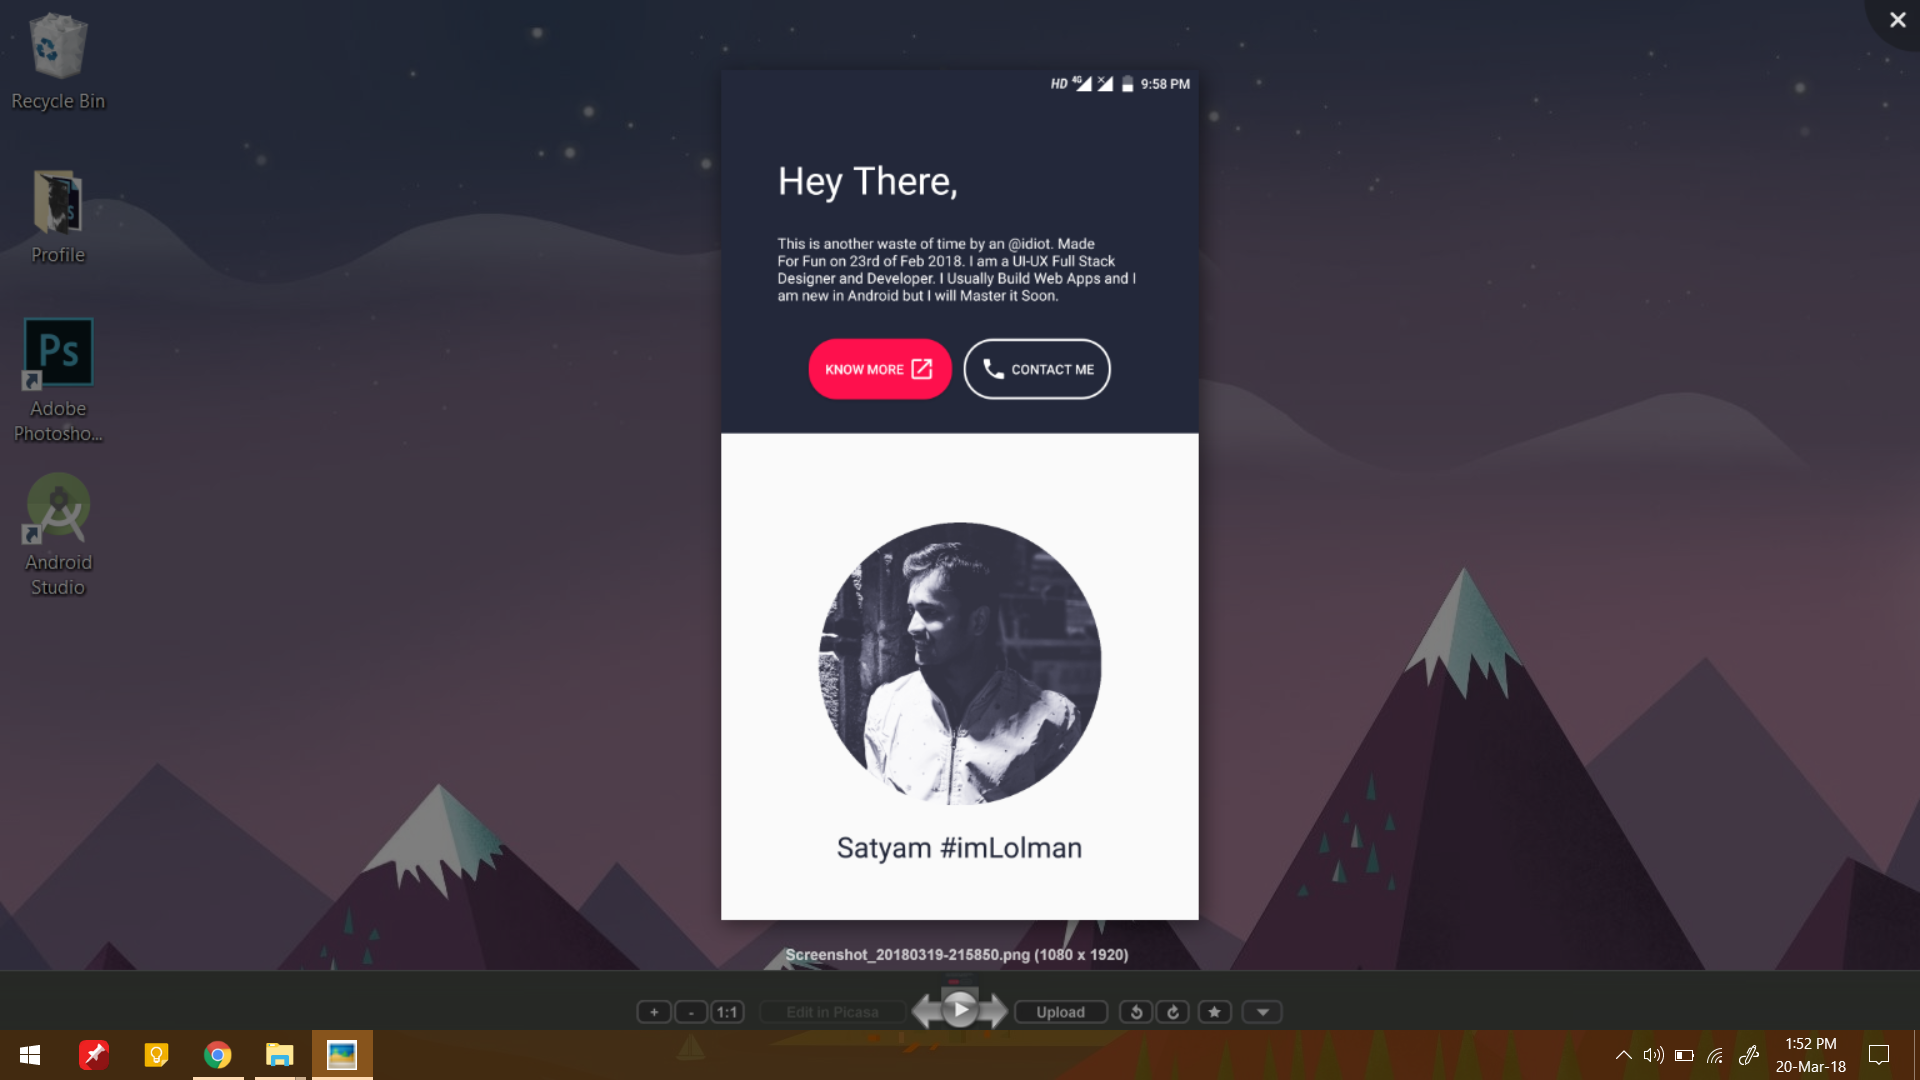 Recycle Bin
Profile
Ps
Adobe
Photosho...
Android
Studio
HD 4G 9:58 PM
Hey There,
This is another waste of time by an @idiot. Made
For Fun on 23rd of Feb 2018. I am a UI-UX Full Stack
Designer and Developer. I Usually Build Web Apps and I
am new in Android but I will Master it Soon.
KNOW MORE
CONTACT ME
Satyam #imLolman
Screenshot_20180319-215850.png (1080 x 1920)
+ - 1:1 Edit in Picasa Upload
1:52 PM
20-Mar-18